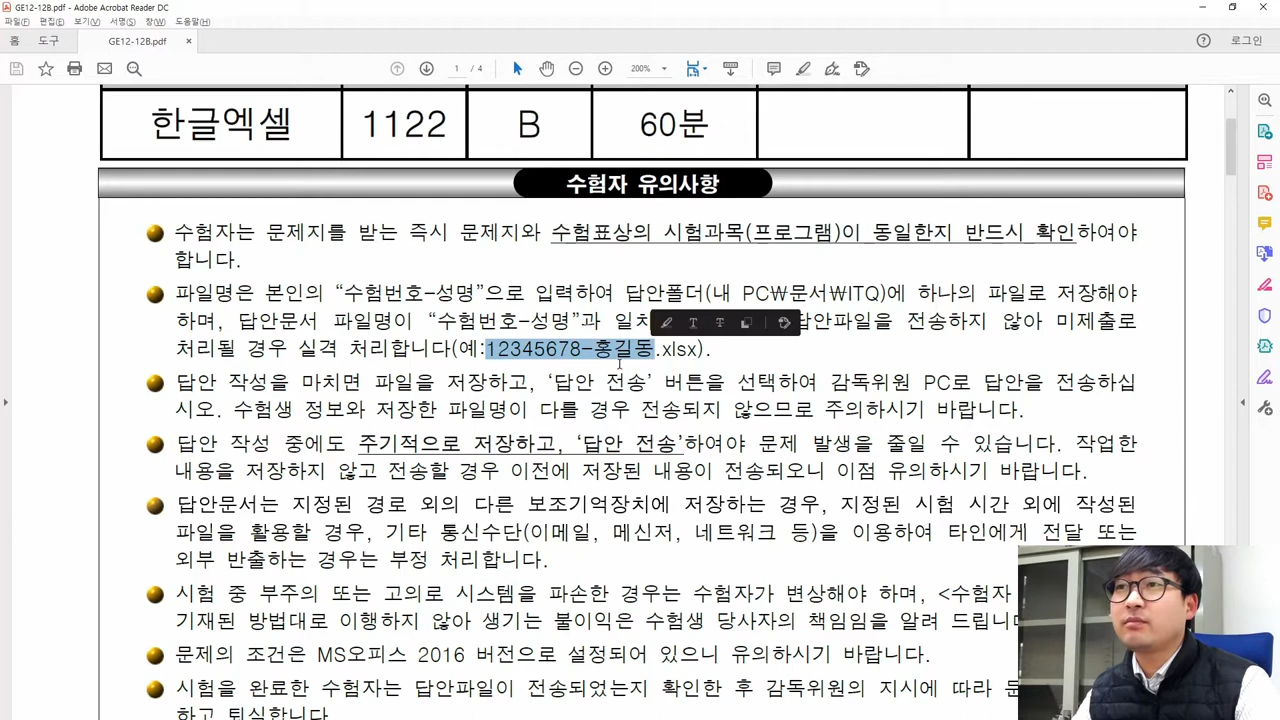 GE12-12B.pdf - Adobe Acrobat Reader DC
파일(F) 편집(E) 보기(V) 서명(S) 창(W) 도움말(H)
홈 도구 GE12-12B.pdf × 로그인
1 / 4 200%
한글엑셀 1122 B 60분
수험자 유의사항
수험자는 문제지를 받는 즉시 문제지와 수험표상의 시험과목(프로그램)이 동일한지 반드시 확인하여야
합니다.
파일명은 본인의 “수험번호-성명”으로 입력하여 답안폴더(내 PC₩문서₩ITQ)에 하나의 파일로 저장해야
하며, 답안문서 파일명이 “수험번호-성명”과 답안파일을 전송하지 않아 미제출로
처리될 경우 실격 처리합니다(예:12345678-홍길동.xlsx).
답안 작성을 마치면 파일을 저장하고, ‘답안 전송’ 버튼을 선택하여 감독위원 PC로 답안을 전송하십
시오. 수험생 정보와 저장한 파일명이 다를 경우 전송되지 않으므로 주의하시기 바랍니다.
답안 작성 중에도 주기적으로 저장하고, ‘답안 전송’하여야 문제 발생을 줄일 수 있습니다. 작업한
내용을 저장하지 않고 전송할 경우 이전에 저장된 내용이 전송되오니 이점 유의하시기 바랍니다.
답안문서는 지정된 경로 외의 다른 보조기억장치에 저장하는 경우, 지정된 시험 시간 외에 작성된
파일을 활용할 경우, 기타 통신수단(이메일, 메신저, 네트워크 등)을 이용하여 타인에게 전달 또는
외부 반출하는 경우는 부정 처리합니다.
시험 중 부주의 또는 고의로 시스템을 파손한 경우는 수험자가 변상해야 하며, <수험자
기재된 방법대로 이행하지 않아 생기는 불이익은 수험생 당사자의 책임임을 알려 드립니다
문제의 조건은 MS오피스 2016 버전으로 설정되어 있으니 유의하시기 바랍니다.
시험을 완료한 수험자는 답안파일이 전송되었는지 확인한 후 감독위원의 지시에 따라
하고 퇴실합니다